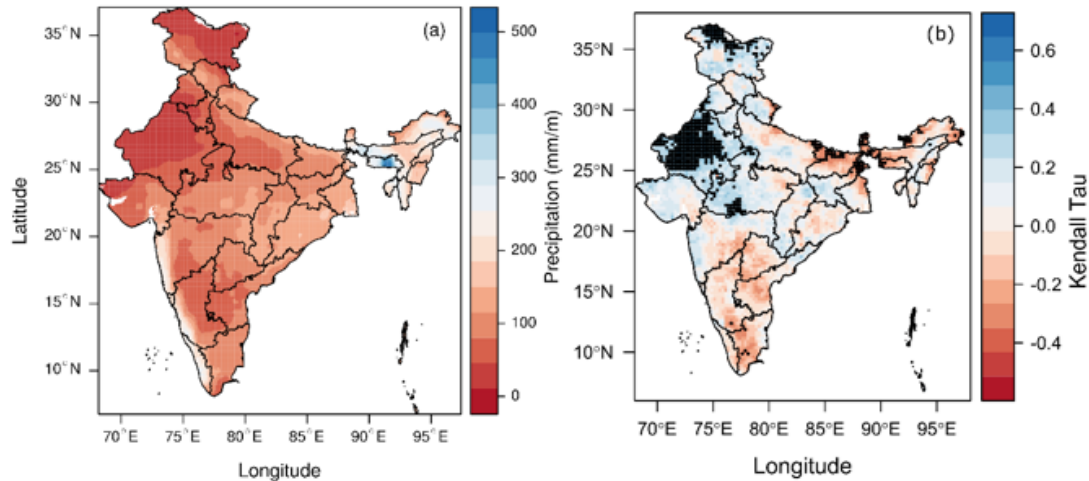 (a)
35°N
30°N
25°N
20°N
15°N
10°N
Latitude
70°E 75°E 80°E 85°E 90°E 95°E
Longitude
500
400
300
200
100
0
Precipitation (mm/m)
(b)
35°N
30°N
25°N
20°N
15°N
10°N
70°E 75°E 80°E 85°E 90°E 95°E
Longitude
0.6
0.4
0.2
0.0
-0.2
-0.4
Kendall Tau